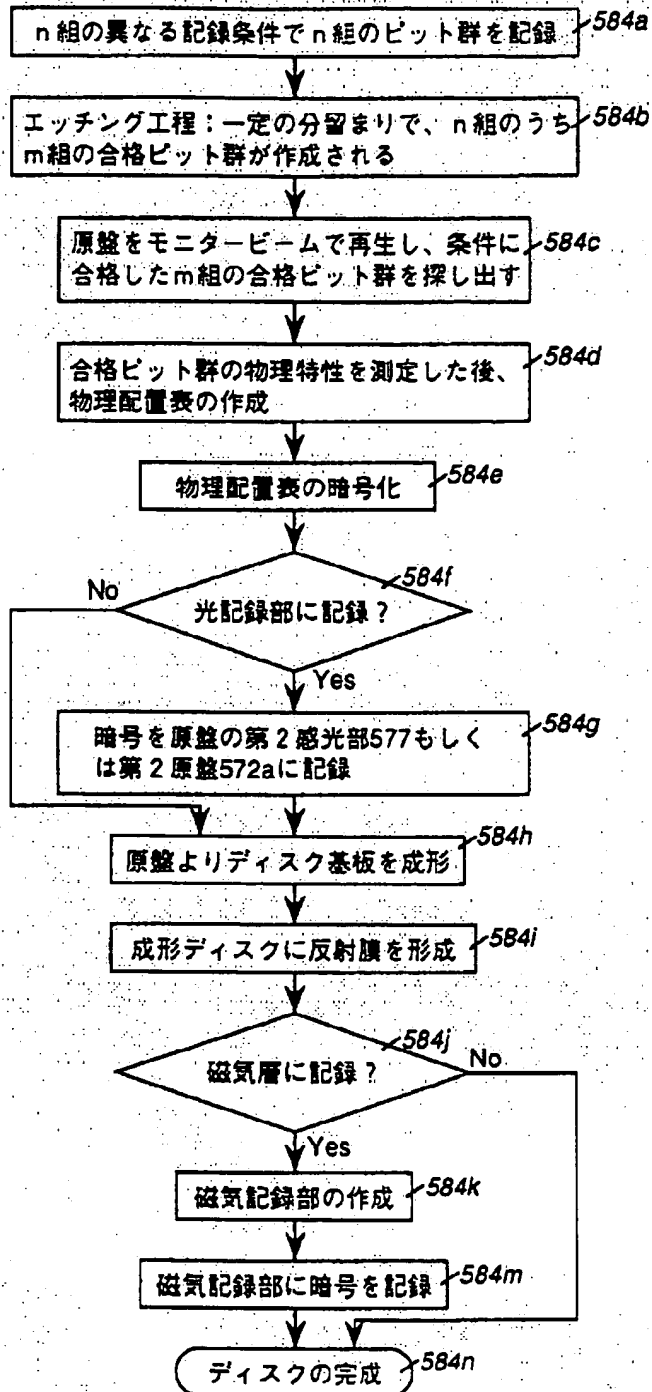 n組の異なる記録条件でn組のピット群を記録 584a
エッチング工程：一定の分留まりで、n組のうち 584b
m組の合格ピット群が作成される
原盤をモニタービームで再生し、条件に 584c
合格したm組の合格ピット群を探し出す
合格ピット群の物理特性を測定した後、 584d
物理配置表の作成
物理配置表の暗号化 584e
584f
No
光記録部に記録？
Yes
暗号を原盤の第2感光部577もしく 584g
は第2原盤572aに記録
原盤よりディスク基板を成形 584h
成形ディスクに反射膜を形成 584i
584j
磁気層に記録？
No
Yes
磁気記録部の作成 584k
磁気記録部に暗号を記録 584m
ディスクの完成 584n